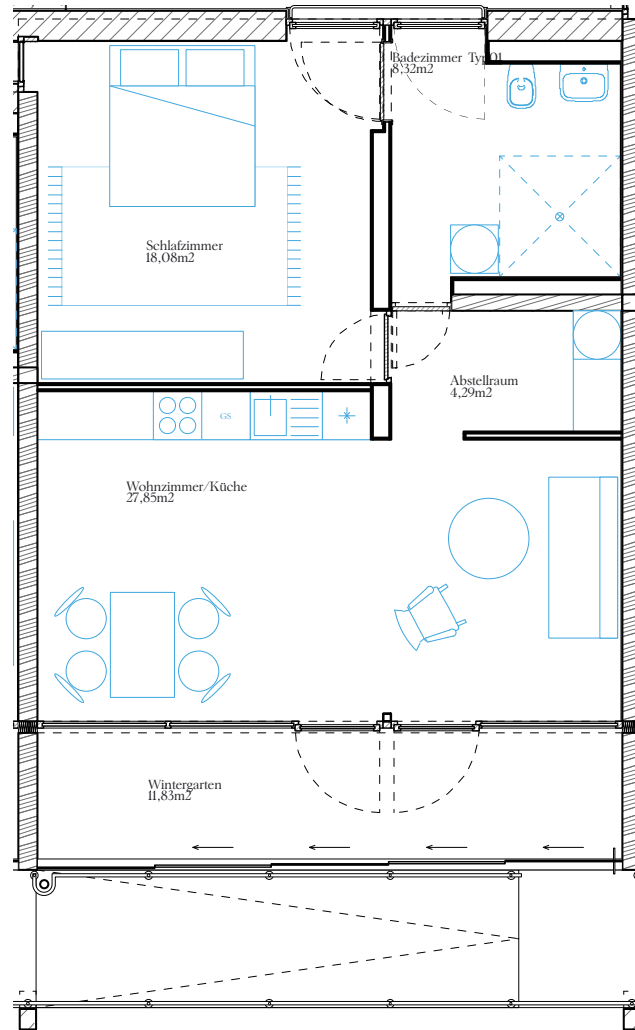 Badezimmer Typ 01
8,32m2
Schlafzimmer
18,08m2
Abstellraum
4,29m2
GS
Wohnzimmer/Küche
27,85m2
Wintergarten
11,83m2